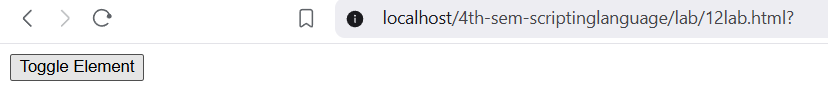 localhost/4th-sem-scriptinglanguage/lab/12lab.html?
Toggle Element